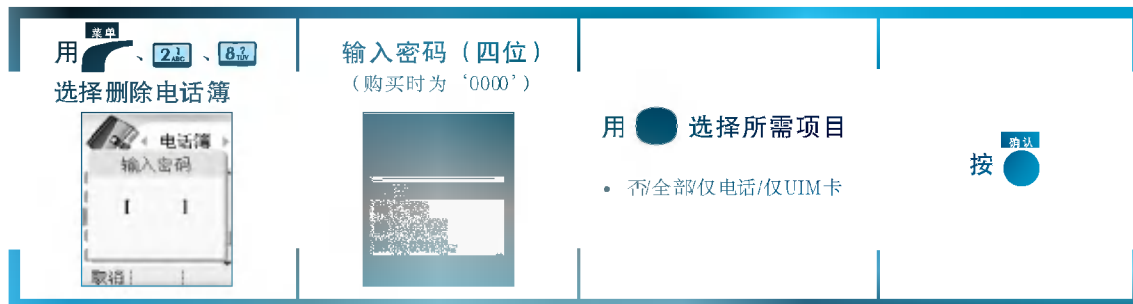 菜单
用 、2ABC、8TUV
选择删除电话簿
电话簿
输入密码
[ ]
取消
输入密码（四位）
（购买时为‘0000’）
用 选择所需项目
• 否/全部/仅电话/仅UIM卡
确认
按